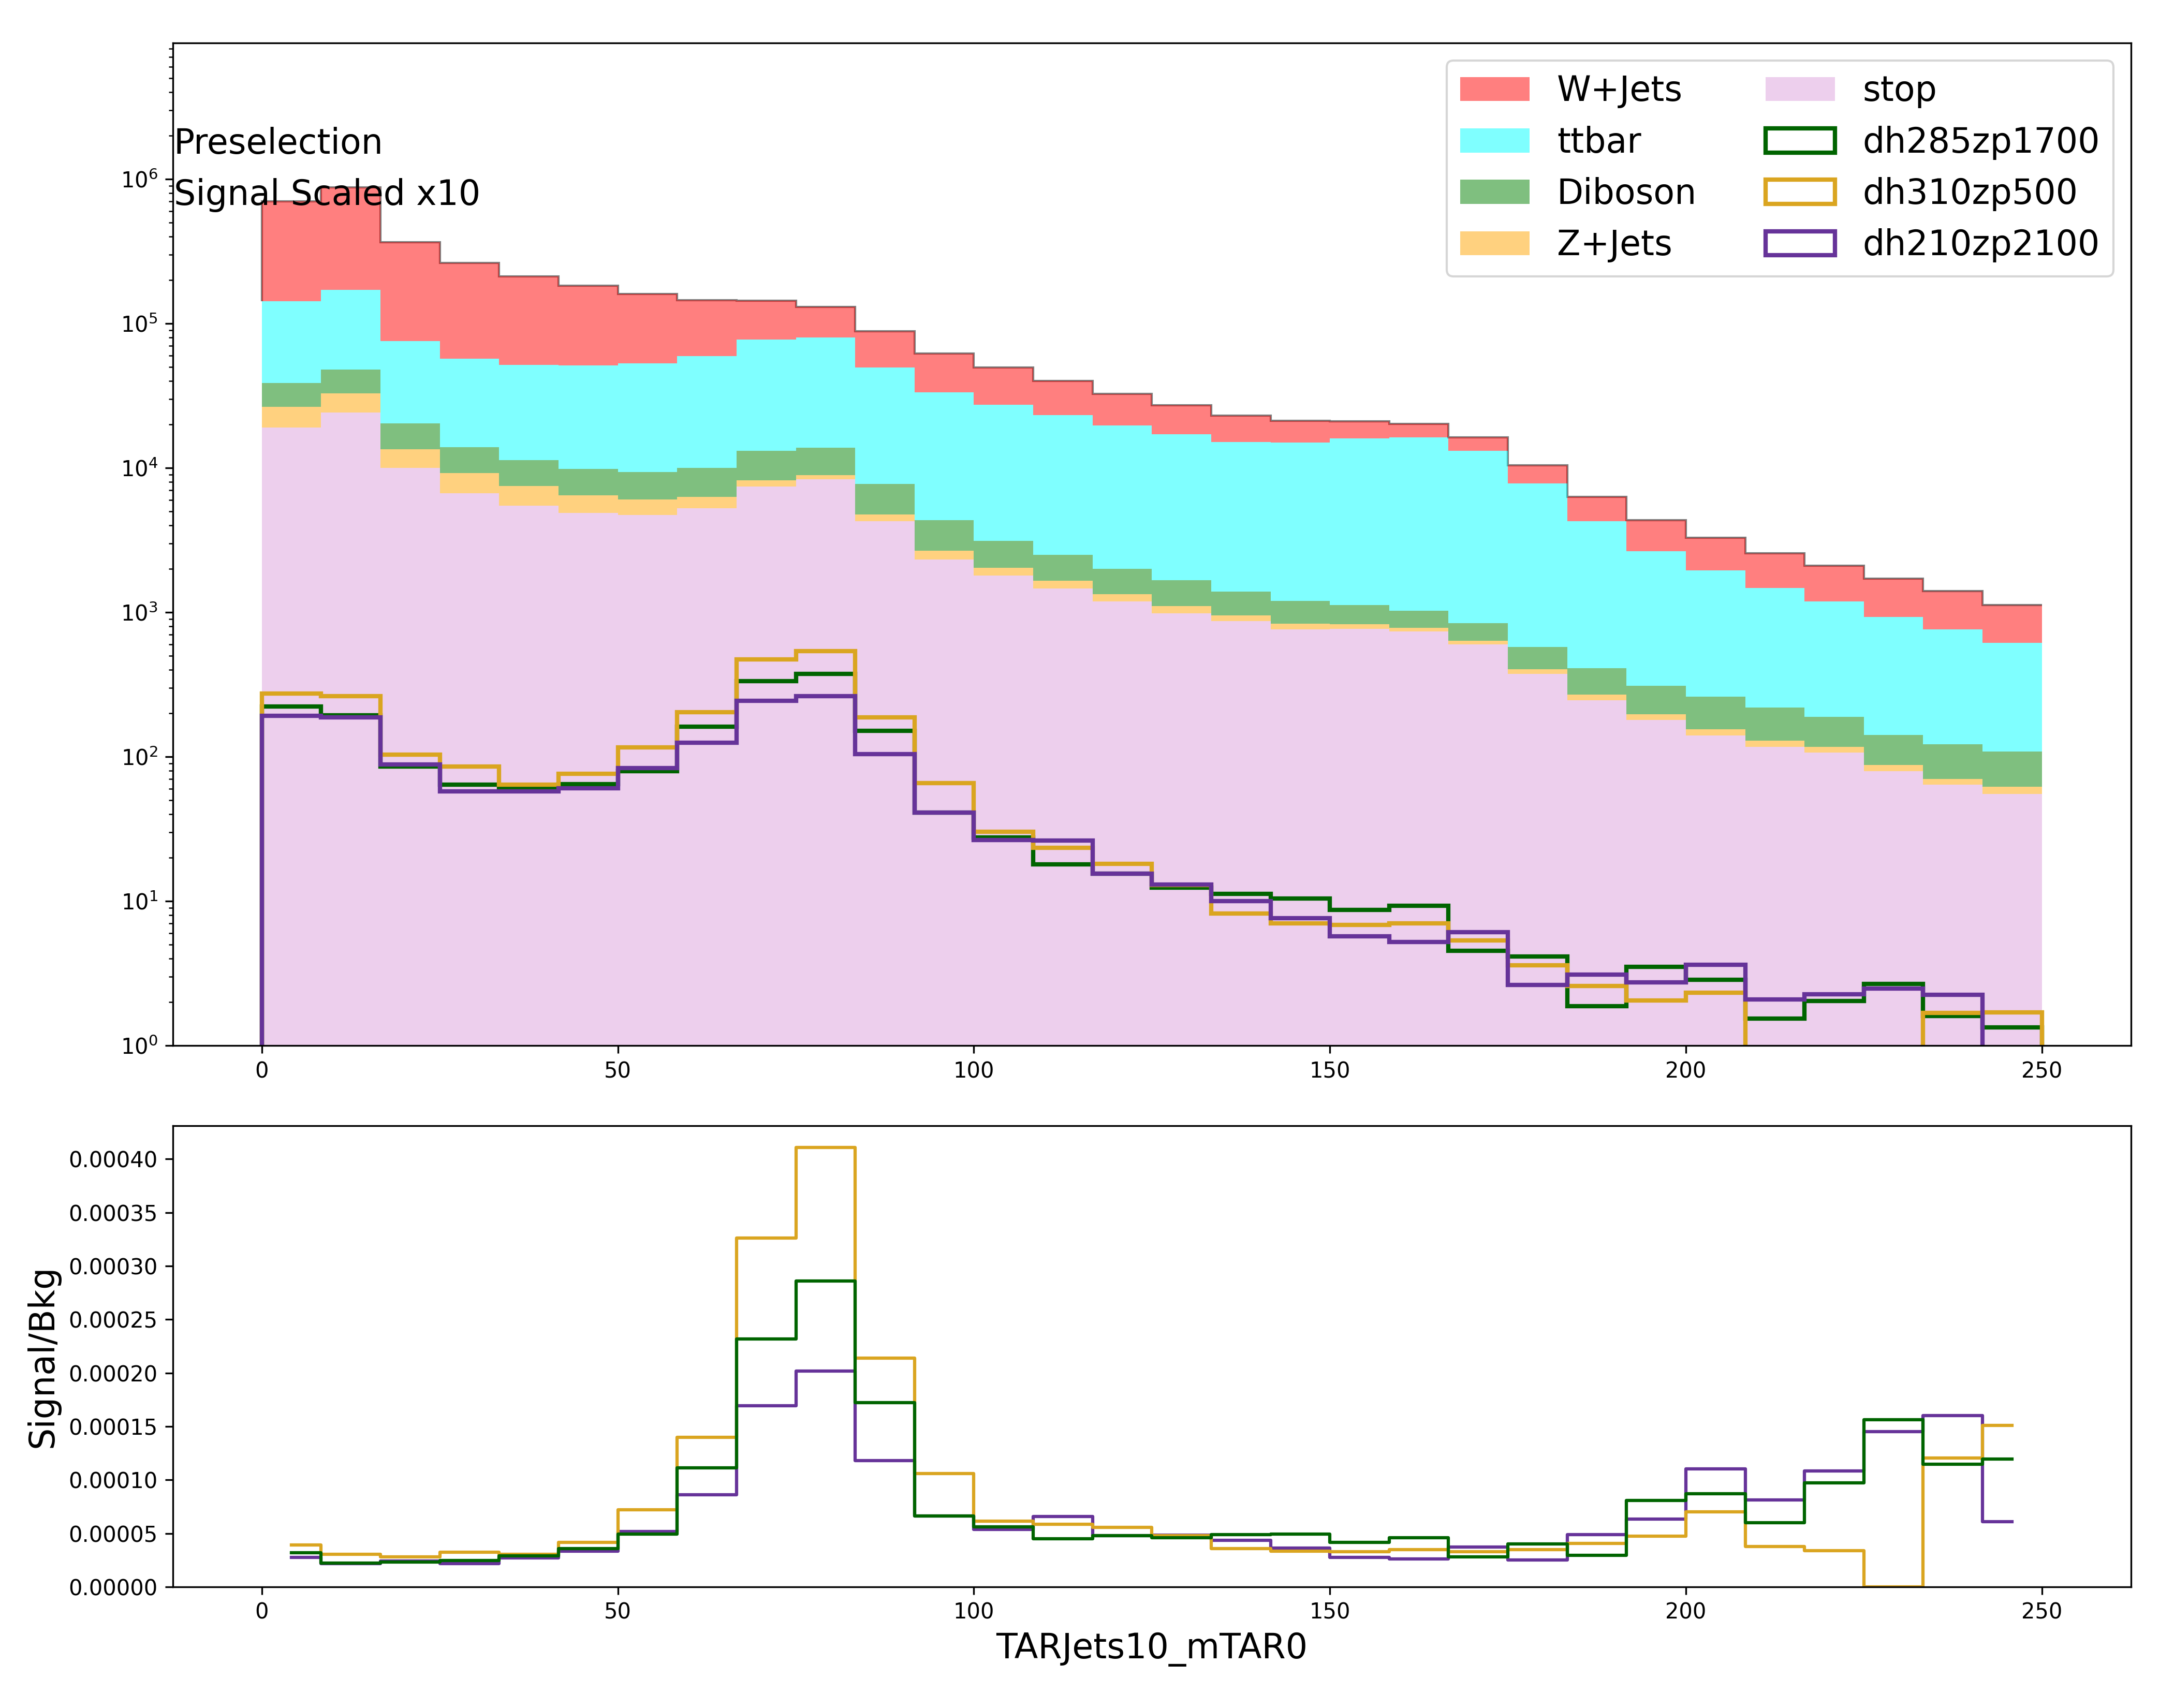 Preselection
Signal Scaled x10
W+Jets
ttbar
Diboson
Z+Jets
stop
dh285zp1700
dh310zp500
dh210zp2100
10^6
10^5
10^4
10^3
10^2
10^1
10^0
0 50 100 150 200 250
Signal/Bkg
0.00040
0.00035
0.00030
0.00025
0.00020
0.00015
0.00010
0.00005
0.00000
0 50 100 150 200 250
TARJets10_mTAR0